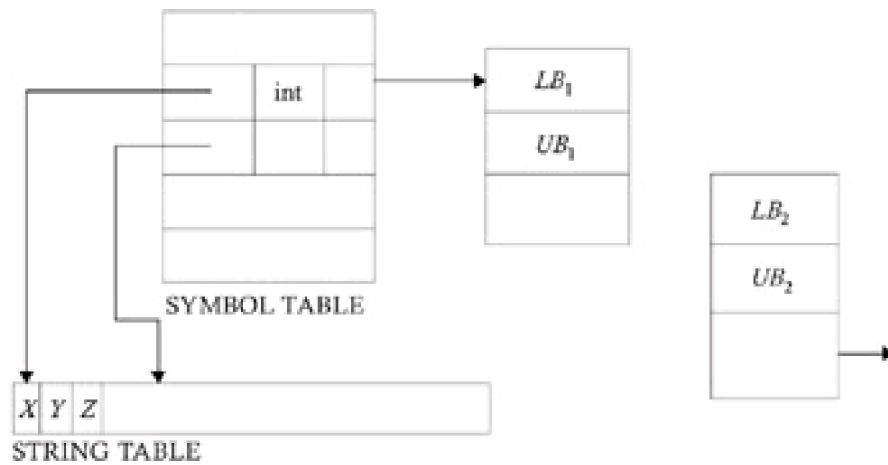 int
LB₁
UB₁
LB₂
UB₂
SYMBOL TABLE
X Y Z
STRING TABLE